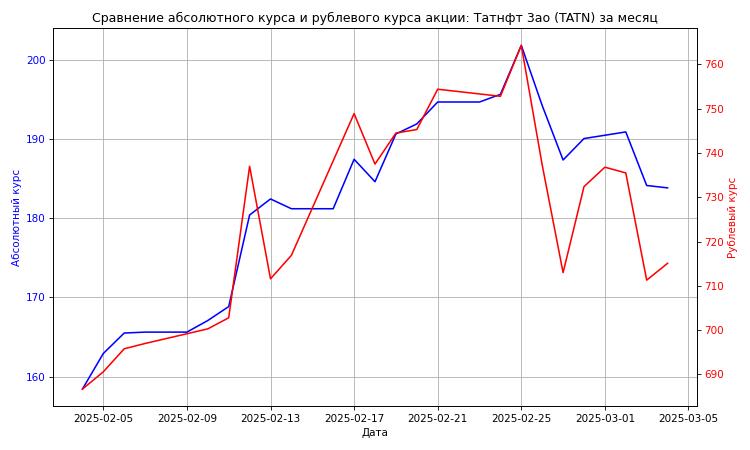 Сравнение абсолютного курса и рублевого курса акции: Татнфт 3ао (TATN) за месяц
Абсолютный курс
200
190
180
170
160
Рублевый курс
760
750
740
730
720
710
700
690
2025-02-05 2025-02-09 2025-02-13 2025-02-17 2025-02-21 2025-02-25 2025-03-01 2025-03-05
Дата